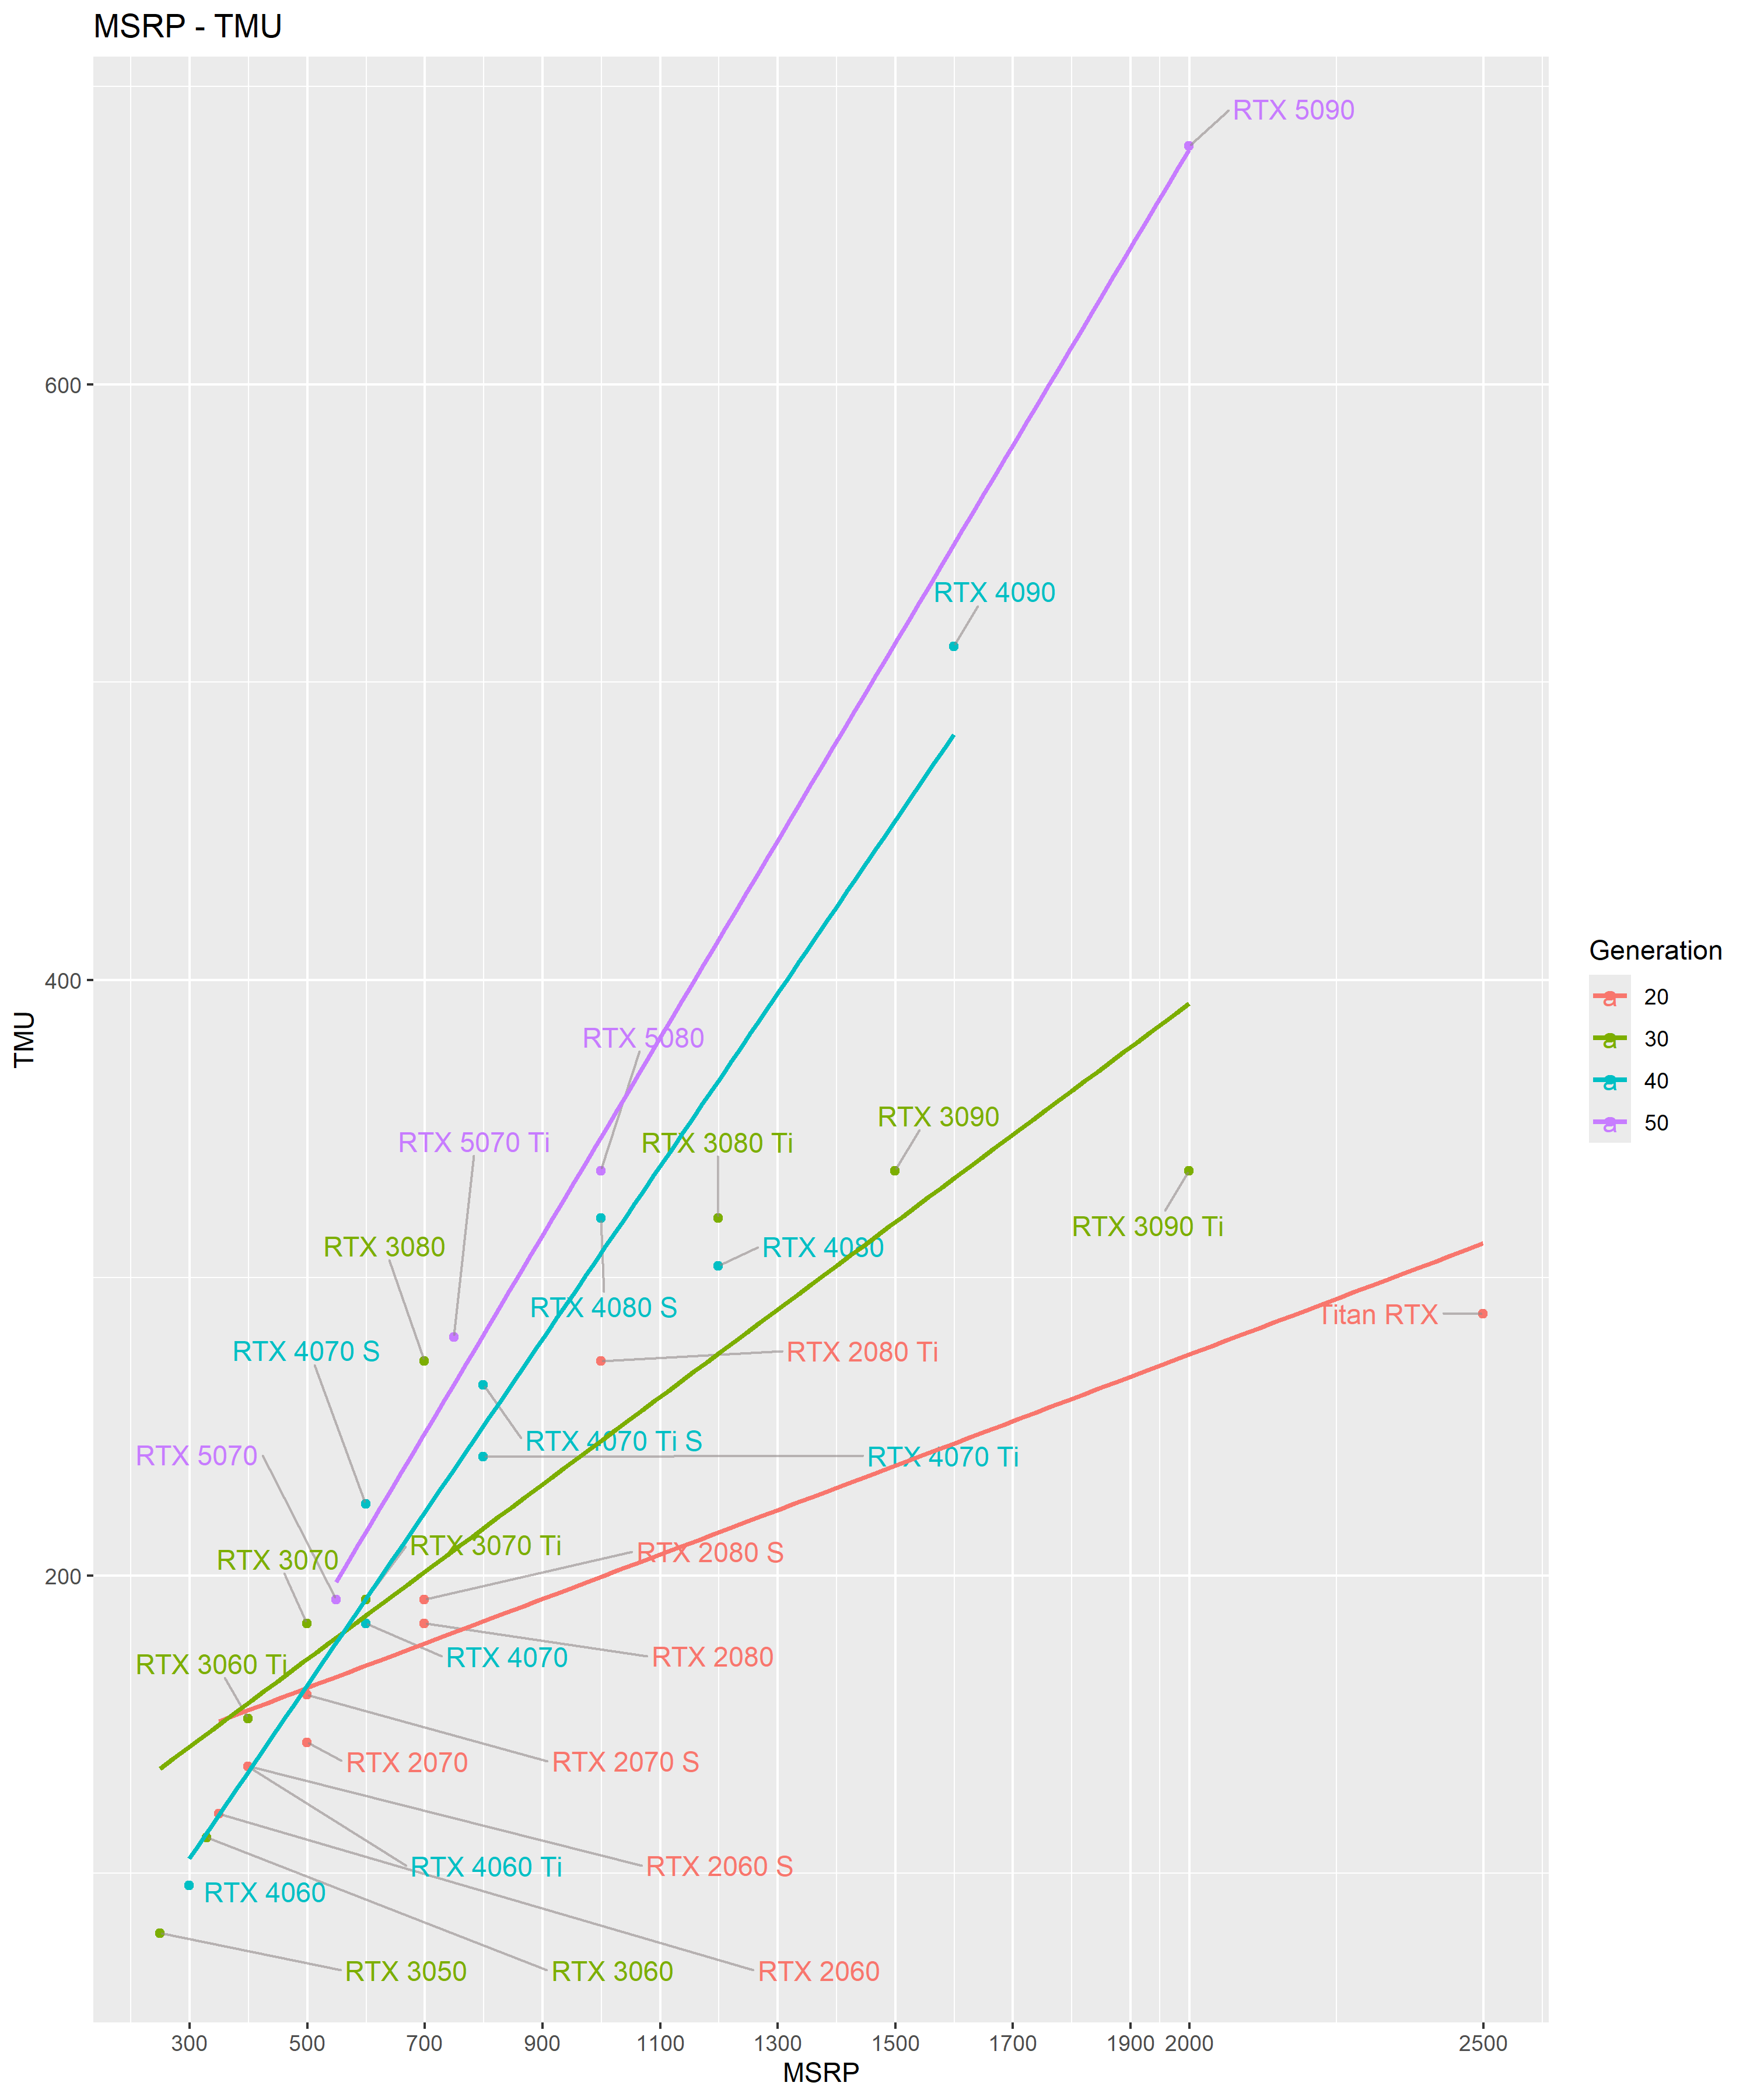 MSRP - TMU
RTX 5090
600
RTX 4090
400
RTX 5080
RTX 3090
RTX 5070 Ti
RTX 3080 Ti
RTX 3090 Ti
RTX 3080
RTX 4080
RTX 4080 S
Titan RTX
RTX 4070 S
RTX 2080 Ti
RTX 4070 Ti S
RTX 5070
RTX 4070 Ti
200
RTX 3070
RTX 3070 Ti
RTX 2080 S
RTX 3060 Ti
RTX 4070
RTX 2080
RTX 2070
RTX 2070 S
RTX 4060 Ti
RTX 2060 S
RTX 4060
RTX 3050
RTX 3060
RTX 2060
TMU
300 500 700 900 1100 1300 1500 1700 1900 2000 2500
MSRP
Generation
a 20
a 30
a 40
a 50